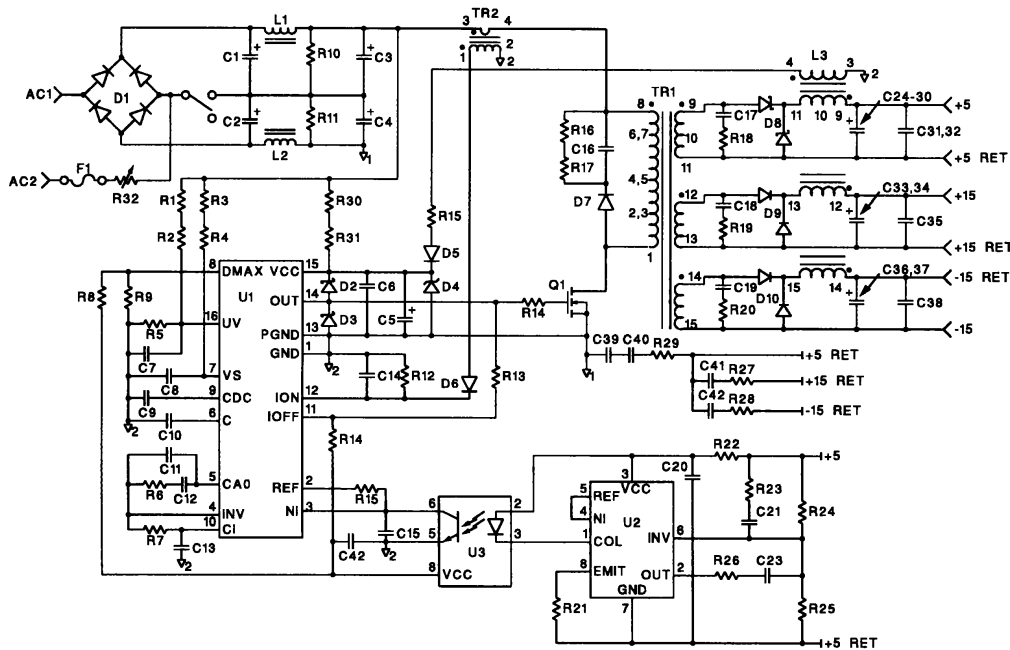 L1
TR2
3
4
C1
+
R10
+
C3
1
2
2
AC1
D1
C2
+
R11
+
C4
L2
1
AC2
F1
R32
4
L3
3
2
11
10
9
TR1
8
9
6,7
10
4,5
11
2,3
1
12
13
14
15
R16
C16
R17
D7
C17
R18
D8
C24-30
+
C31,32
+5
+5 RET
C18
R19
D9
13
12
C33,34
+
C35
+15
+15 RET
C19
R20
D10
15
14
C36,37
+
C38
-15 RET
-15
R1
R3
R2
R4
R30
R31
R15
D5
D4
R8
R9
R5
C7
C8
C9
C10
2
8
DMAX
VCC
15
U1
OUT
14
16
UV
PGND
13
GND
1
7
VS
ION
12
9
CDC
IOFF
11
6
C
5
CA0
REF
2
4
INV
NI
3
10
CI
D2
C6
D3
C5
+
2
C14
R12
D6
R13
R14
Q1
1
C39
C40
R29
+5 RET
C41
R27
+15 RET
C42
R28
-15 RET
C11
R6
C12
R7
C13
2
R14
R15
C42
C15
2
6
5
8
VCC
U3
2
3
C20
R22
+5
R23
C21
R24
5
REF
3
VCC
4
NI
U2
1
COL
INV
6
8
EMIT
OUT
2
GND
7
R26
C23
R21
R25
+5 RET